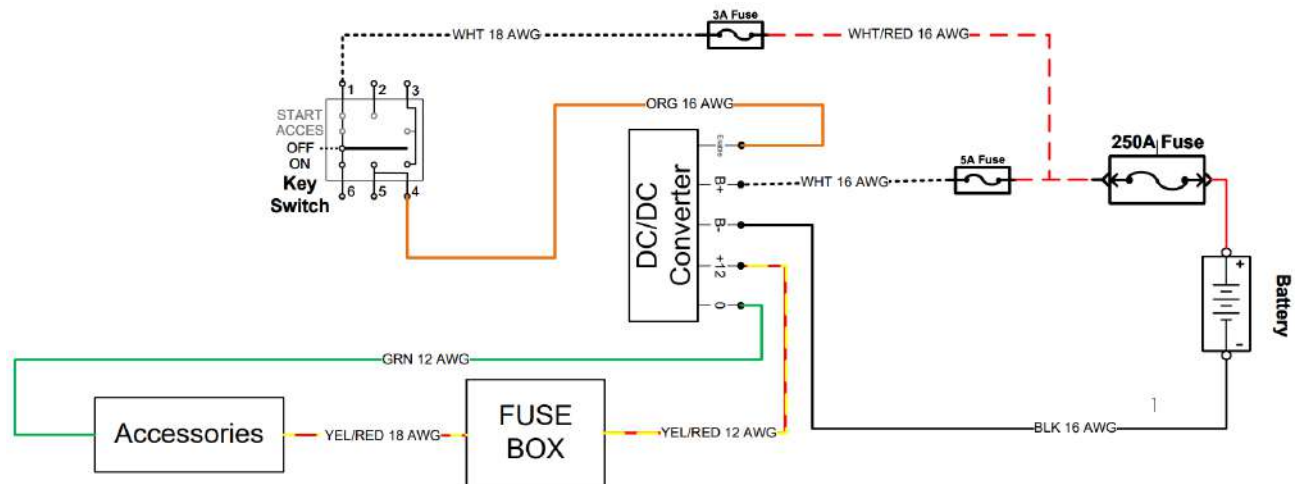 3A Fuse
WHT 18 AWG
WHT/RED 16 AWG
1 2 3
START
ACCES
OFF
ON
6 5 4
Key
Switch
ORG 16 AWG
250A Fuse
5A Fuse
Enable
B+
WHT 16 AWG
B-
DC/DC
Converter
+12
0
+
-
Battery
GRN 12 AWG
1
Accessories
YEL/RED 18 AWG
FUSE
BOX
YEL/RED 12 AWG
BLK 16 AWG